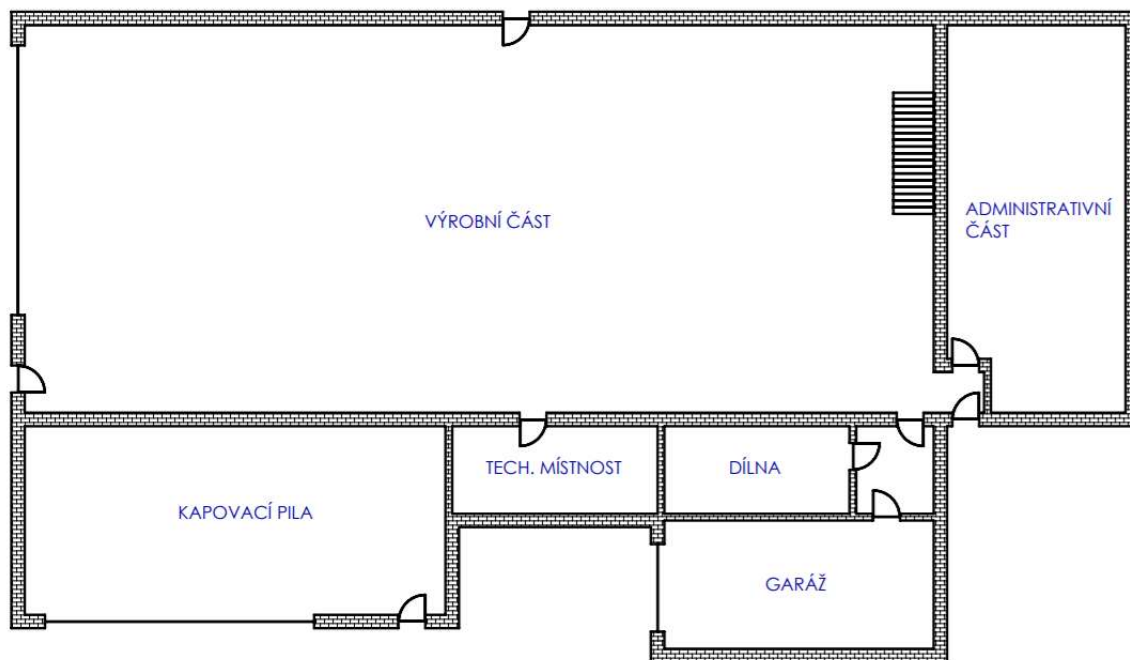 VÝROBNÍ ČÁST
ADMINISTRATIVNÍ
ČÁST
TECH. MÍSTNOST
DÍLNA
KAPOVACÍ PILA
GARÁŽ